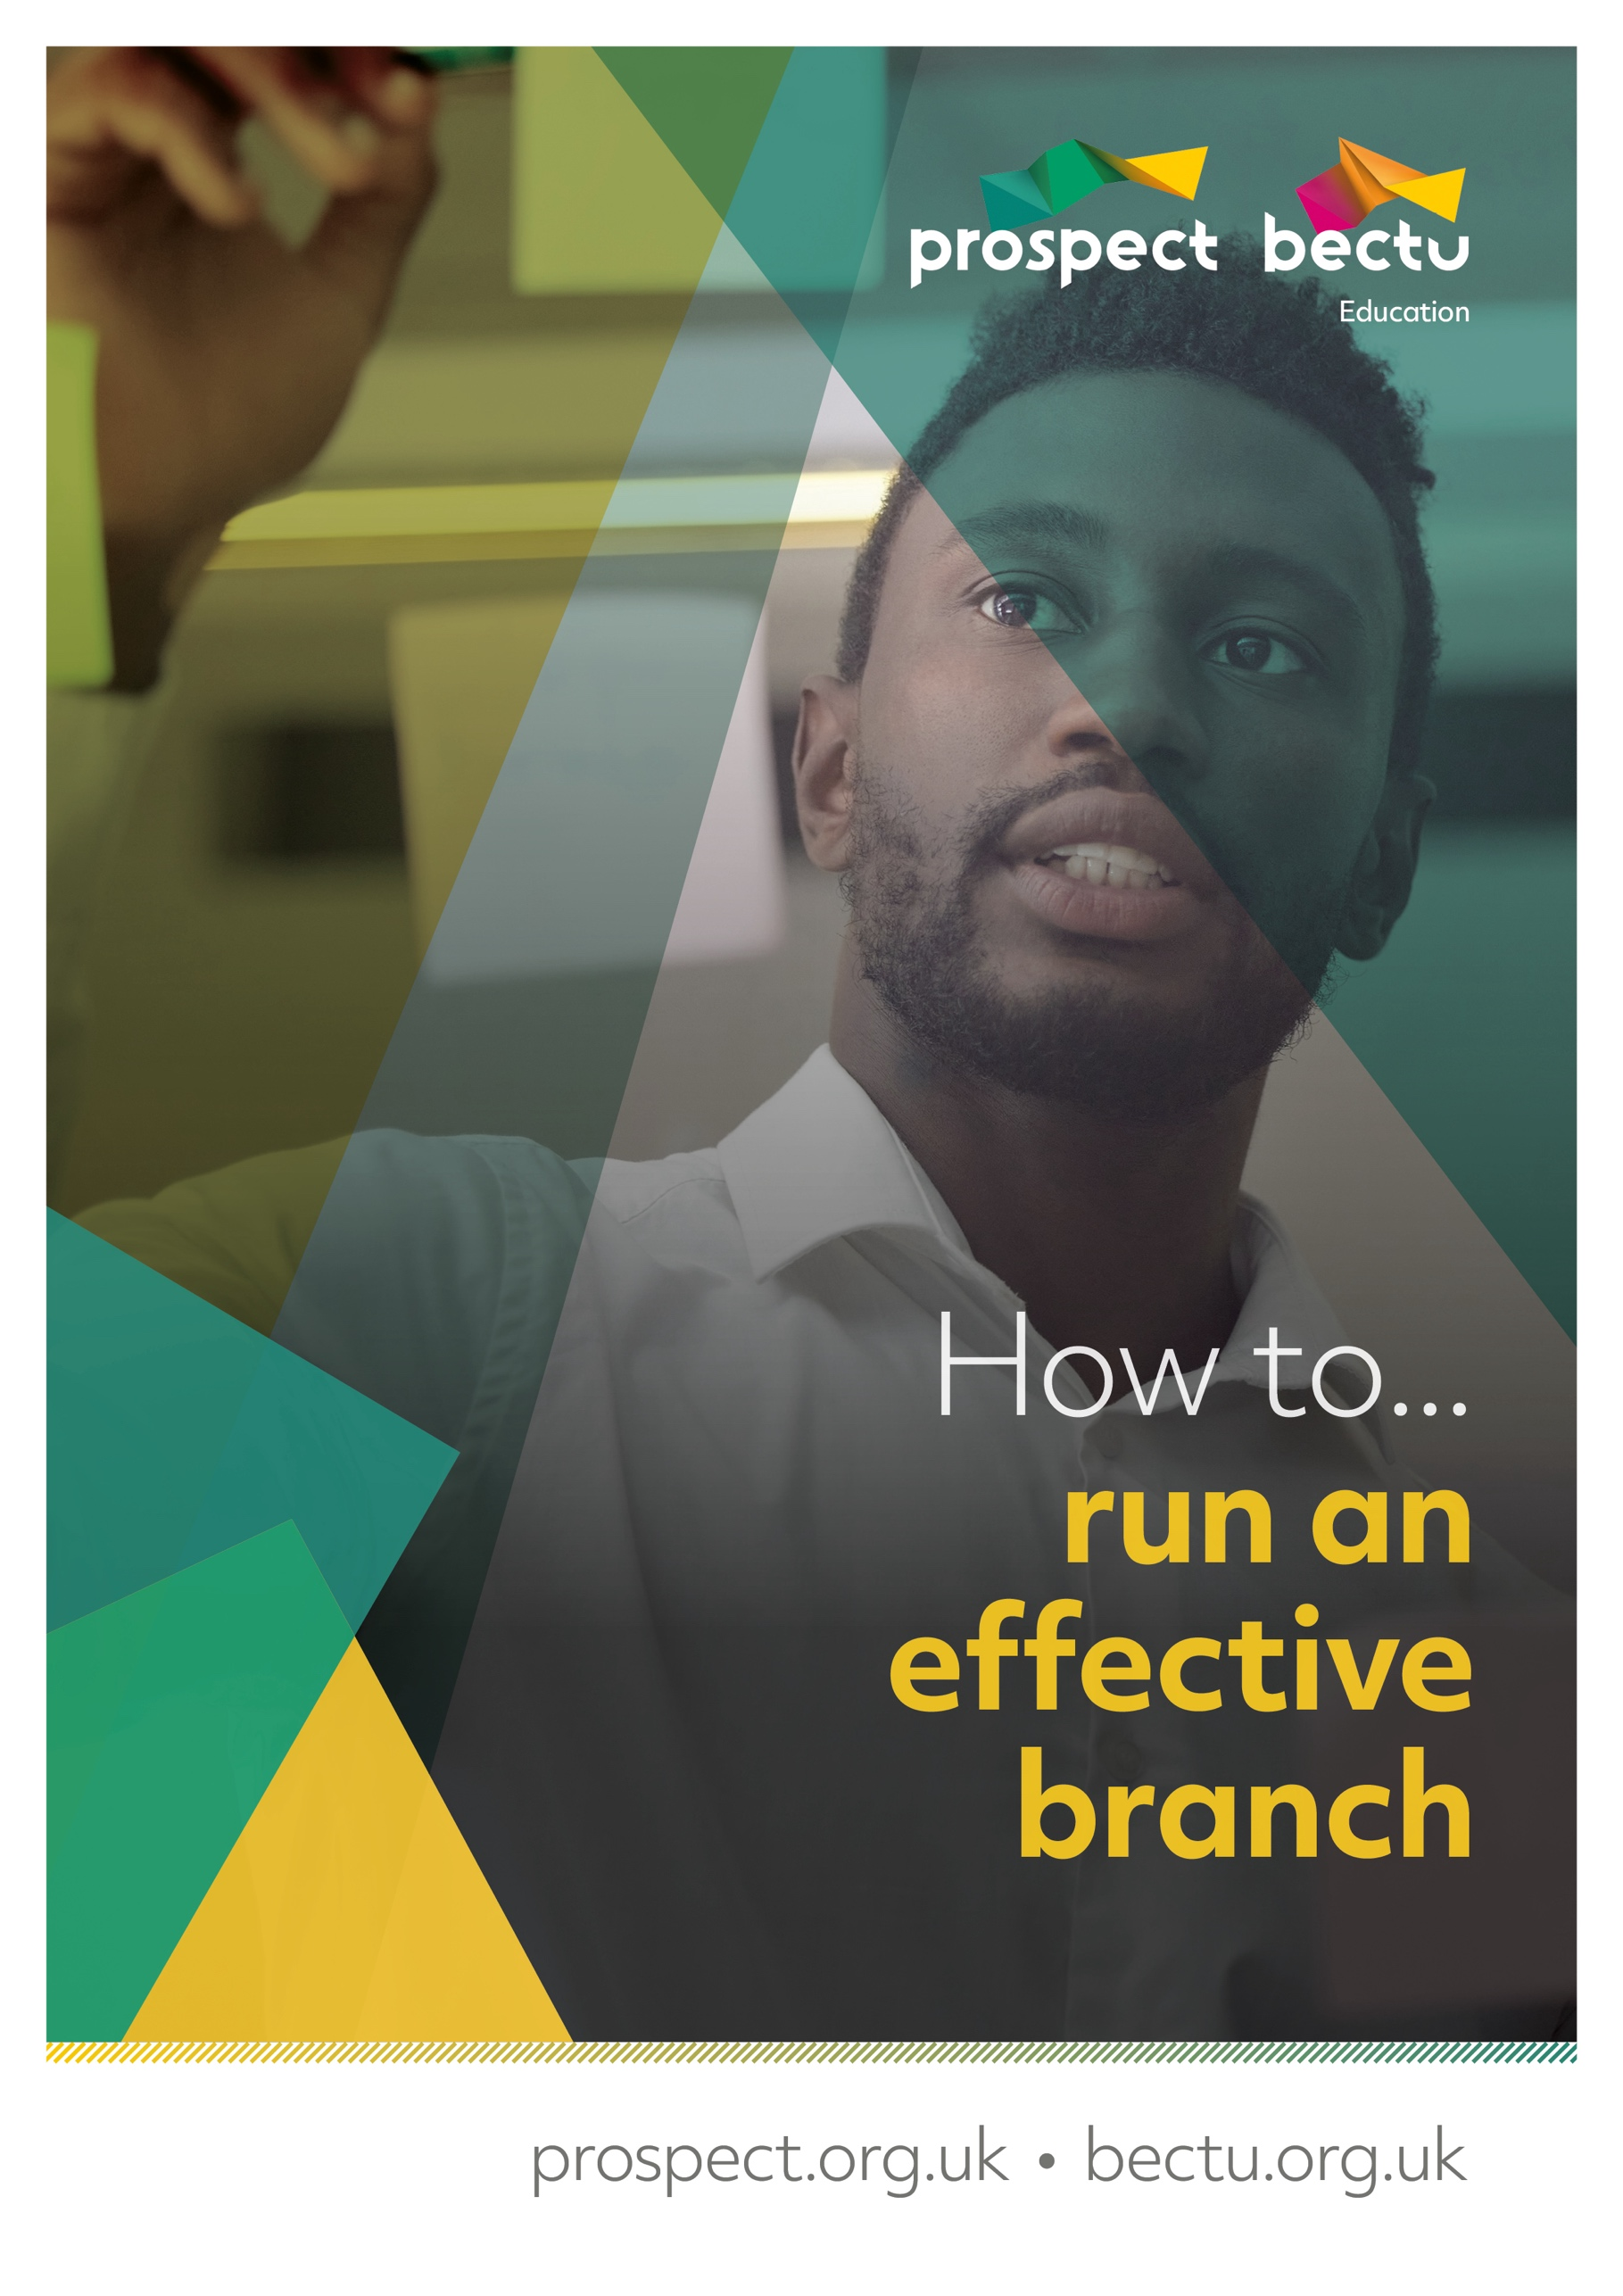 prospect bectu
Education
How to...
run an
effective
branch
prospect.org.uk • bectu.org.uk